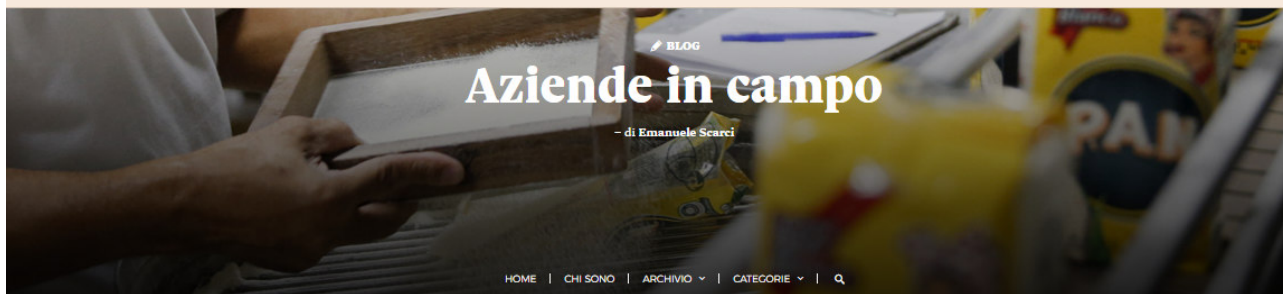 BLOG
Aziende in campo
– di Emanuele Scarci
P.A.N.
HOME | CHI SONO | ARCHIVIO | CATEGORIE |